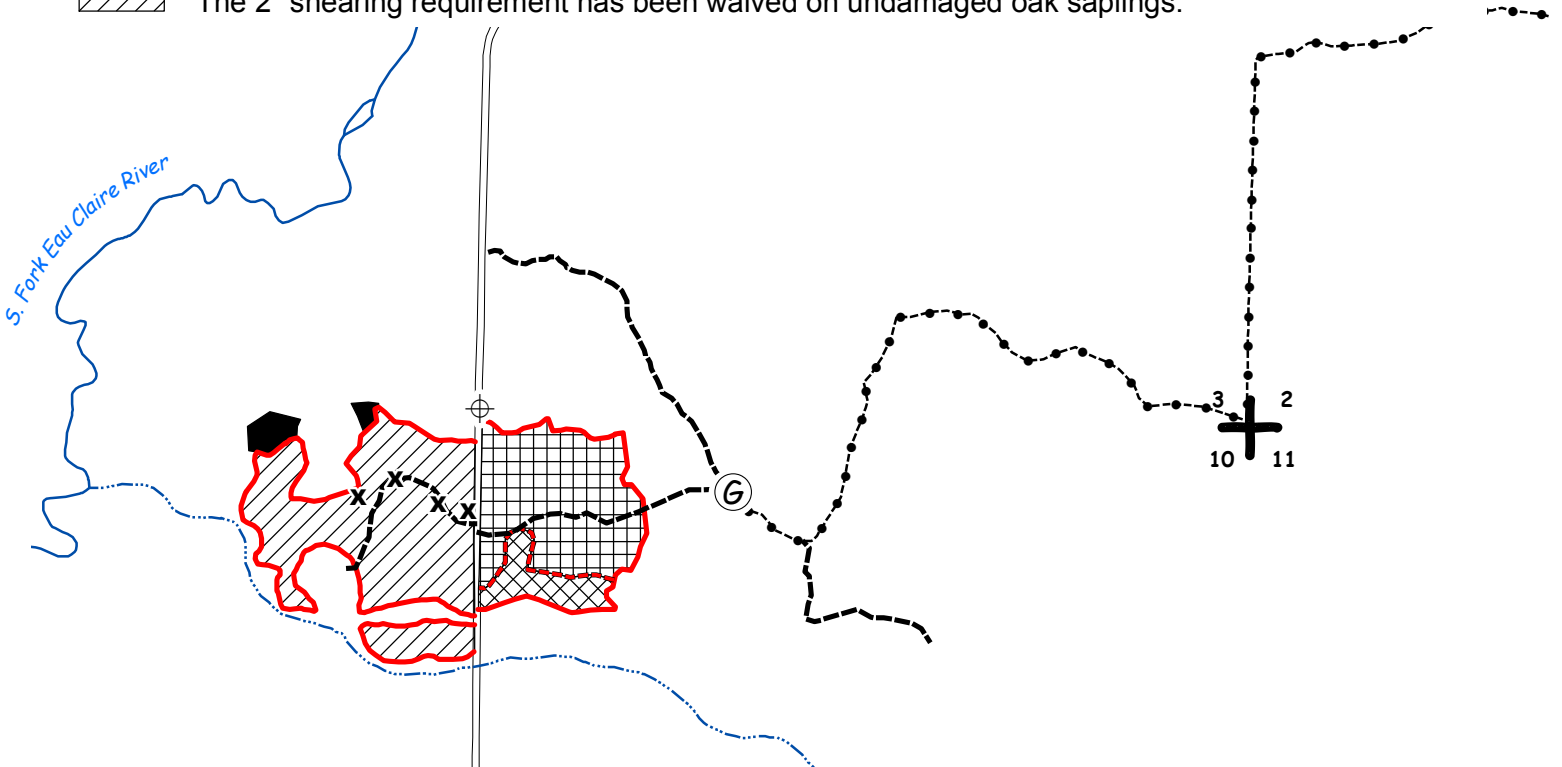 The 2" shearing requirement has been waived on undamaged oak saplings.
S. Fork Eau Claire River
3 2
10 11
X X X X
G